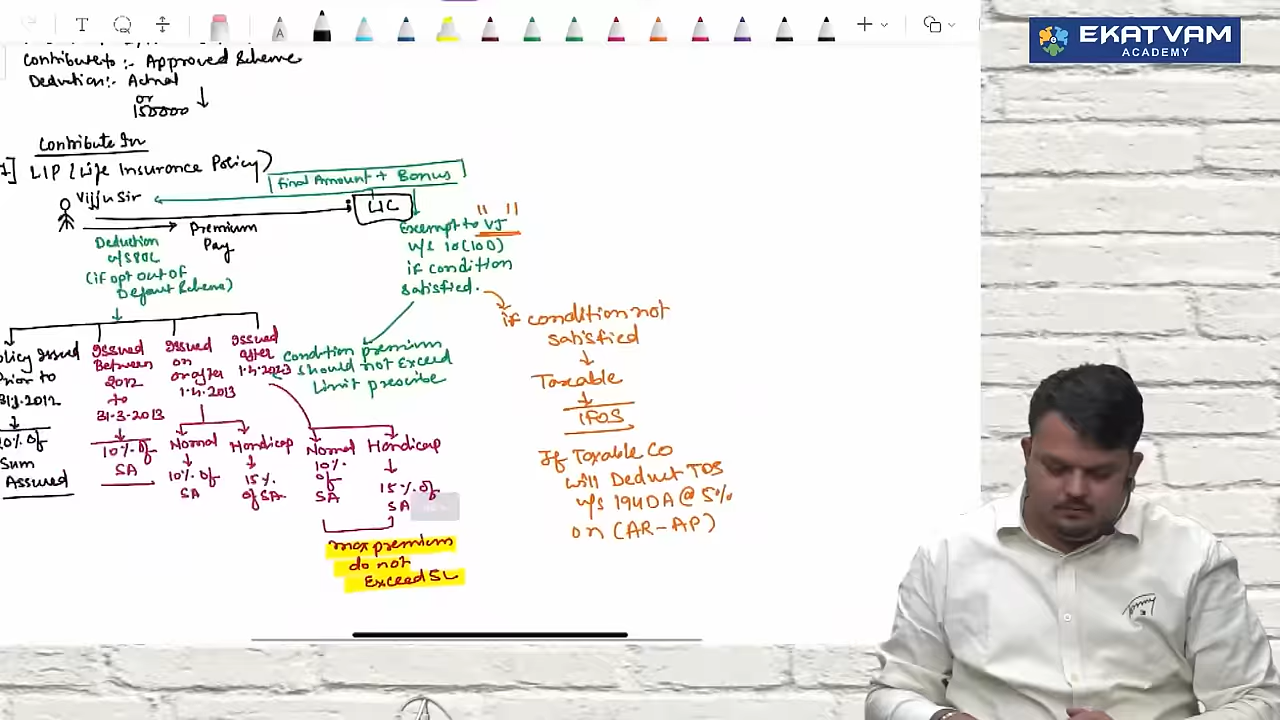 EKATVAM
ACADEMY
Contribute to :- Approved Scheme
Deduction:- Actual
or
150000
Contribute In
1] LIP (Life Insurance Policy)
Final Amount + Bonus
Vijju Sir
LIC
Premium
Pay
Deduction
u/s 80C
(if opt out of
Default Scheme)
Exempt to "VJ"
u/s 10(10D)
if condition
satisfied.
if condition not
satisfied
Taxable
IFOS
If Taxable Co
will Deduct TDS
u/s 194DA @ 5%
on (AR-AP)
Condition premium
should not Exceed
Limit prescribe
olicy Issued
rior to
31.3.2012
20% of
Sum
Assured
Issued
Between
2012
to
31-3-2013
10% of
SA
Issued
on
or after
1.4.2013
Normal
10% of
SA
Handicap
15%
of SA
Issued
after
1.4.2023
Normal
10%
of
SA
Handicap
15% of
SA
max premium
do not
Exceed 5L